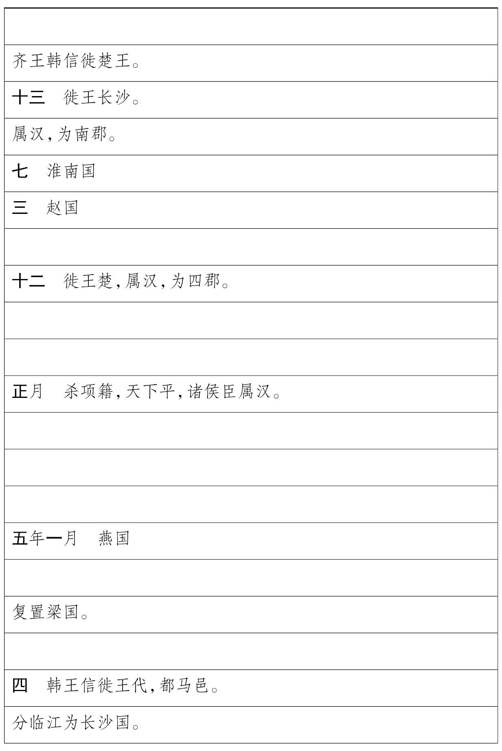 齐王韩信徙楚王。
十三　徙王长沙。
属汉，为南郡。
七　淮南国
三　赵国
十二　徙王楚，属汉，为四郡。
正月　杀项籍，天下平，诸侯臣属汉。
五年一月　燕国
复置梁国。
四　韩王信徙王代，都马邑。
分临江为长沙国。